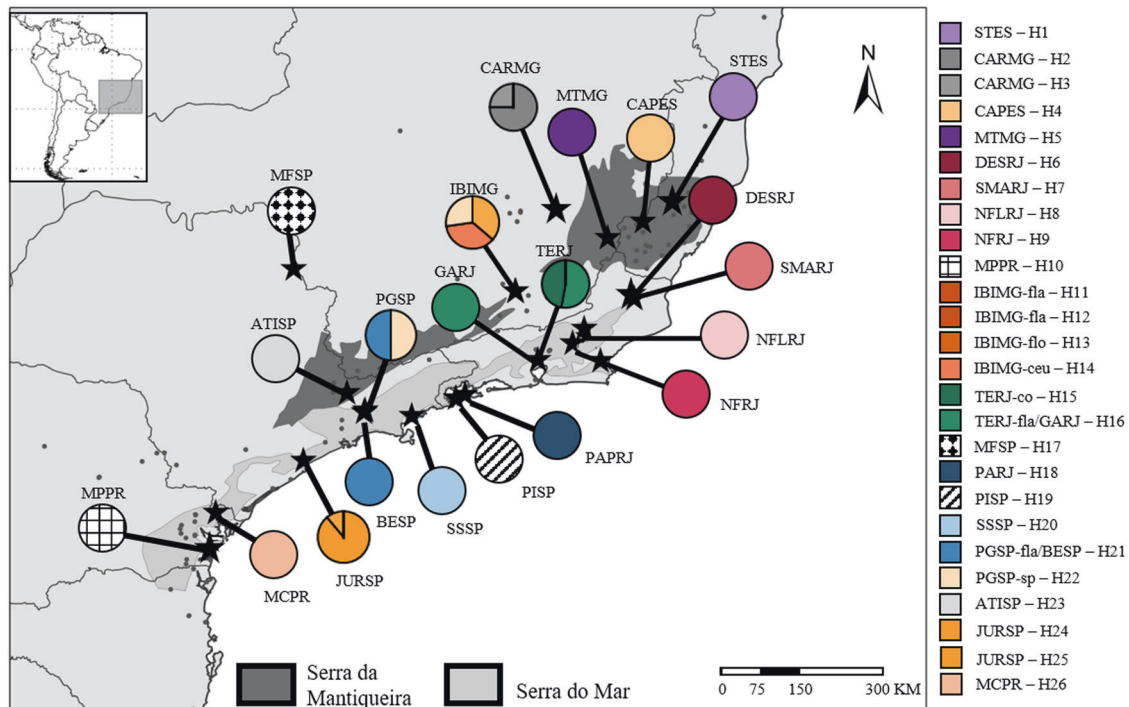 N
STES
CARMG
MTMG
CAPES
MFSP
IBIMG
DESRJ
TERJ
SMARJ
GARJ
PGSP
ATISP
NFLRJ
NFRJ
PAPRJ
PISP
MPPR
BESP
SSSP
JURSP
MCPR
Serra da
Mantiqueira
Serra do Mar
0 75 150 300 KM
STES – H1
CARMG – H2
CARMG – H3
CAPES – H4
MTMG – H5
DESRJ – H6
SMARJ – H7
NFLRJ – H8
NFRJ – H9
MPPR – H10
IBIMG-fla – H11
IBIMG-fla – H12
IBIMG-flo – H13
IBIMG-ceu – H14
TERJ-co – H15
TERJ-fla/GARJ – H16
MFSP – H17
PARJ – H18
PISP – H19
SSSP – H20
PGSP-fla/BESP – H21
PGSP-sp – H22
ATISP – H23
JURSP – H24
JURSP – H25
MCPR – H26